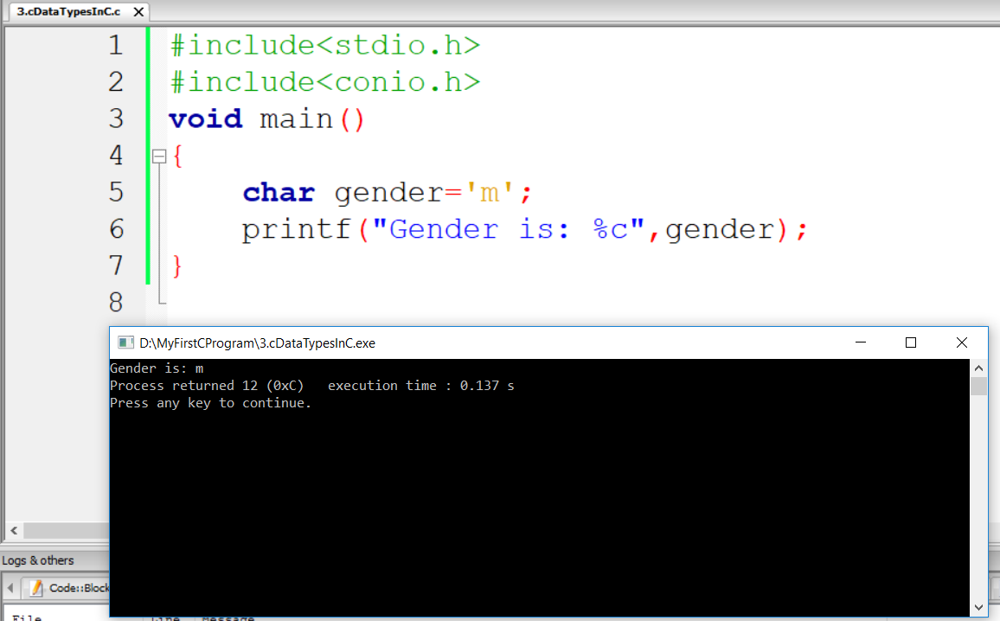 3.cDataTypesInC.c
1 #include<stdio.h>
2 #include<conio.h>
3 void main()
4 {
5 char gender='m';
6 printf("Gender is: %c",gender);
7 }
8
D:\MyFirstCProgram\3.cDataTypesInC.exe
Gender is: m
Process returned 12 (0xC)   execution time : 0.137 s
Press any key to continue.
Logs & others
Code::Block
File Line Message